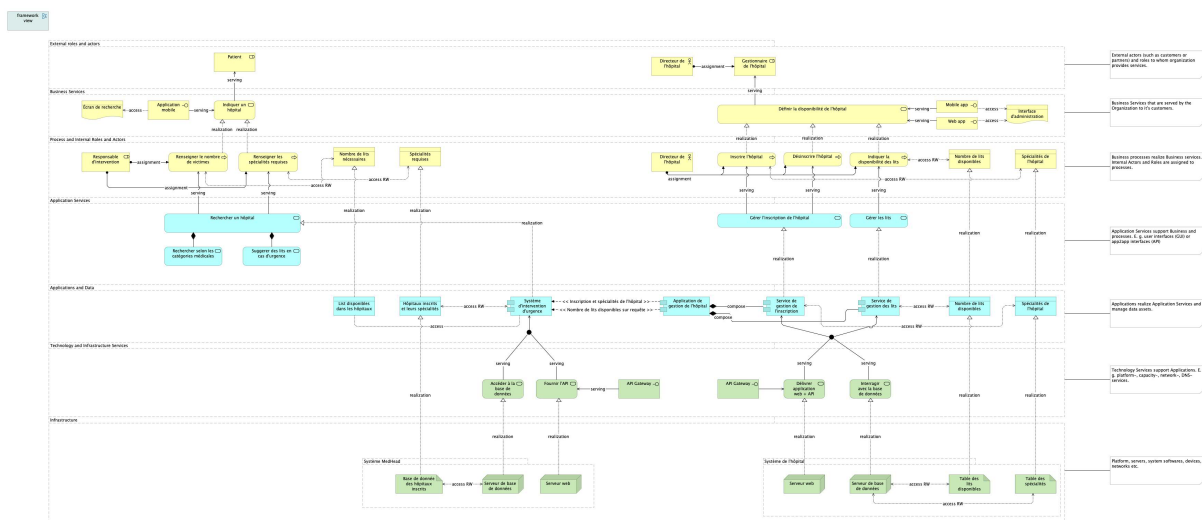 framework
view
External roles and actors
Patient
Directeur de
l'hôpital
assignment
Gestionnaire
de l'hôpital
External actors (such as customers or
partners) and roles to whom organization
provides services.
serving
serving
Business Services
Écran de recherche
access
Application
mobile
serving
Indiquer un
hôpital
Définir la disponibilité de l'hôpital
serving
Mobile app
access
serving
Web app
access
Interface
d'administration
Business Services that are served by the
Organization to it's customers.
realization
realization
realization
realization
realization
Process and Internal Roles and Actors
Responsable
d'intervention
assignment
Renseigner le nombre
de victimes
Renseigner les
spécialités requises
Nombre de lits
nécessaires
Spécialités
requises
access RW
assignment
serving
serving
Directeur de
l'hôpital
assignment
Inscrire l'hôpital
Désinscrire l'hôpital
Indiquer la
disponibilité des lits
access RW
Nombre de lits
disponibles
Spécialités de
l'hôpital
access RW
serving
serving
serving
Business processes realize Business services.
Internal Actors and Roles are assigned to
processes.
Application Services
Rechercher un hôpital
Rechercher selon les
catégories médicales
Suggerer des lits en
cas d'urgence
realization
realization
realization
Gérer l'inscription de l'hôpital
Gérer les lits
realization
realization
realization
realization
Application Services support Business and
processes. E. g. user interfaces (GUI) or
app2app interfaces (API)
Applications and Data
List disponibles
dans les hôpitaux
Hôpitaux inscrits
et leurs spécialités
access RW
access
Système
d'intervention
d'urgence
<< Inscription et spécialités de l'hôpital >>
<< Nombre de lits disponibles sur requête >>
Application de
gestion de l'hôpital
compose
compose
Service de
gestion de
l'inscription
Service de
gestion des lits
access RW
Nombre de lits
disponibles
Spécialités de
l'hôpital
access RW
Applications realize Application Services and
manage data assets.
Technology and Infrastructure Services
serving
serving
serving
serving
Accéder à la
base de
données
Fournir l'API
serving
API Gateway
API Gateway
serving
Délivrer
application
web + API
Interragir
avec la base
de données
Technology Services support Applications. E.
g. platform-, capacity-, network-, DNS-
services.
realization
realization
realization
Infrastructure
realization
realization
realization
realization
Système MedHead
Base de donnée
des hôpitaux
inscrits
access RW
Serveur de base
de données
Serveur web
Système de l'hôpital
Serveur web
Serveur de base
de données
access RW
Table des
lits
disponibles
Table des
spécialités
access RW
Platform, servers, system softwares, devices,
networks etc.